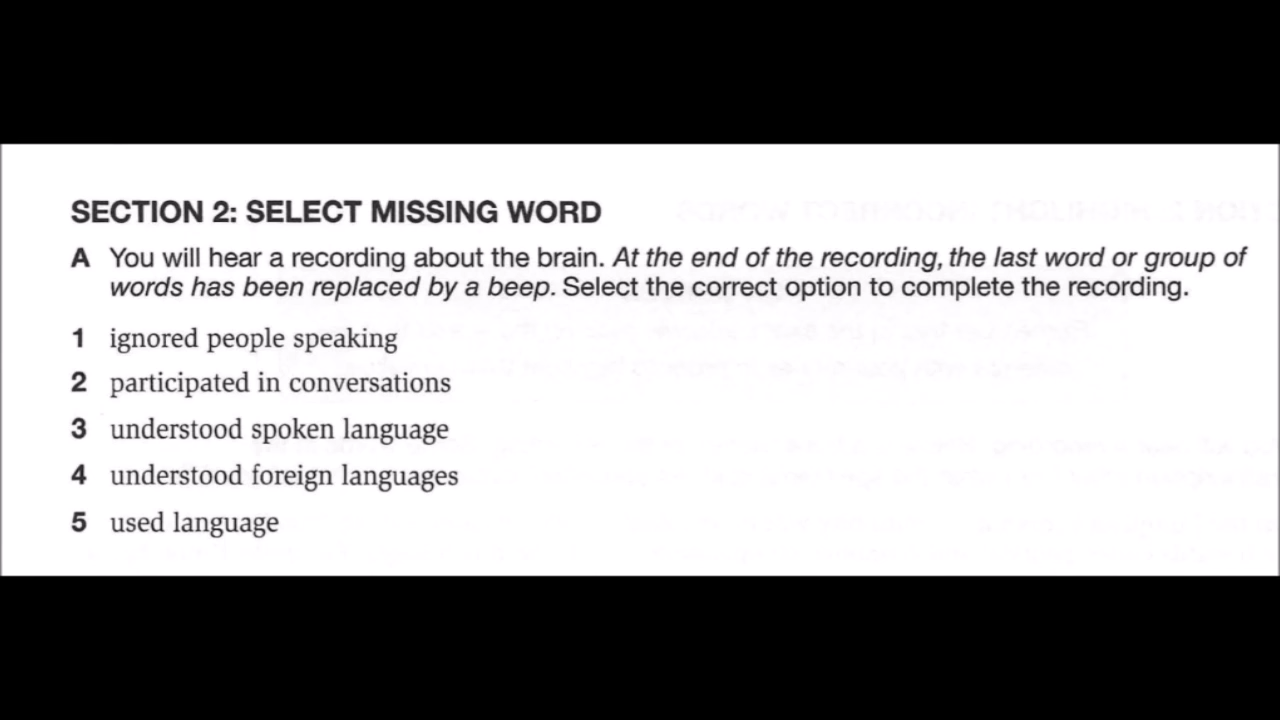 SECTION 2: SELECT MISSING WORD
A You will hear a recording about the brain. At the end of the recording, the last word or group of
words has been replaced by a beep. Select the correct option to complete the recording.
1 ignored people speaking
2 participated in conversations
3 understood spoken language
4 understood foreign languages
5 used language